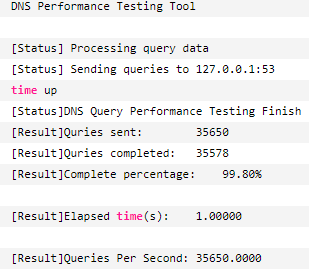 DNS Performance Testing Tool
[Status] Processing query data
[Status] Sending queries to 127.0.0.1:53
time up
[Status]DNS Query Performance Testing Finish
[Result]Quries sent: 35650
[Result]Quries completed: 35578
[Result]Complete percentage: 99.80%
[Result]Elapsed time(s): 1.00000
[Result]Queries Per Second: 35650.0000